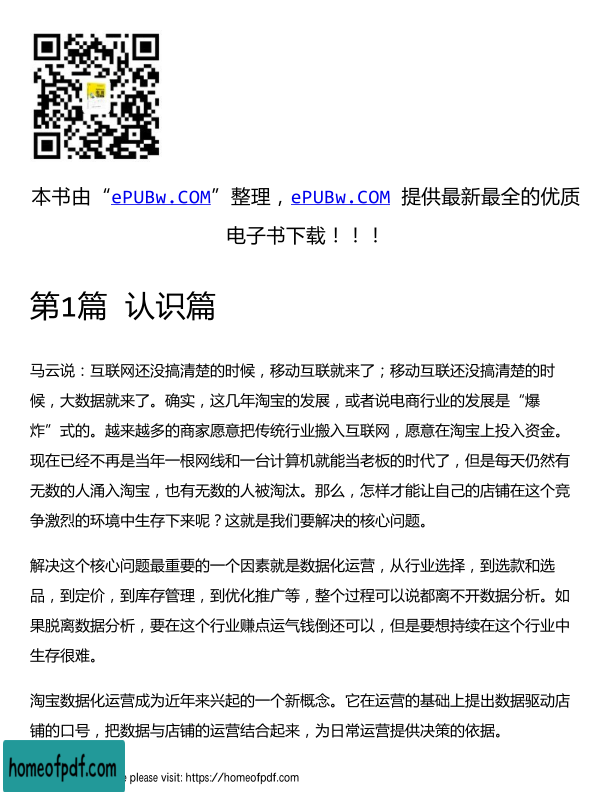 本书由“ePUBw.COM”整理，ePUBw.COM 提供最新最全的优质
电子书下载！！！
第1篇 认识篇
马云说：互联网还没搞清楚的时候，移动互联就来了；移动互联还没搞清楚的时
候，大数据就来了。确实，这几年淘宝的发展，或者说电商行业的发展是“爆
炸”式的。越来越多的商家愿意把传统行业搬入互联网，愿意在淘宝上投入资金。
现在已经不再是当年一根网线和一台计算机就能当老板的时代了，但是每天仍然有
无数的人涌入淘宝，也有无数的人被淘汰。那么，怎样才能让自己的店铺在这个竞
争激烈的环境中生存下来呢？这就是我们要解决的核心问题。
解决这个核心问题最重要的一个因素就是数据化运营，从行业选择，到选款和选
品，到定价，到库存管理，到优化推广等，整个过程可以说都离不开数据分析。如
果脱离数据分析，要在这个行业赚点运气钱倒还可以，但是要想持续在这个行业中
生存很难。
淘宝数据化运营成为近年来兴起的一个新概念。它在运营的基础上提出数据驱动店
铺的口号，把数据与店铺的运营结合起来，为日常运营提供决策的依据。
homeofpdf.com
please visit: https://homeofpdf.com